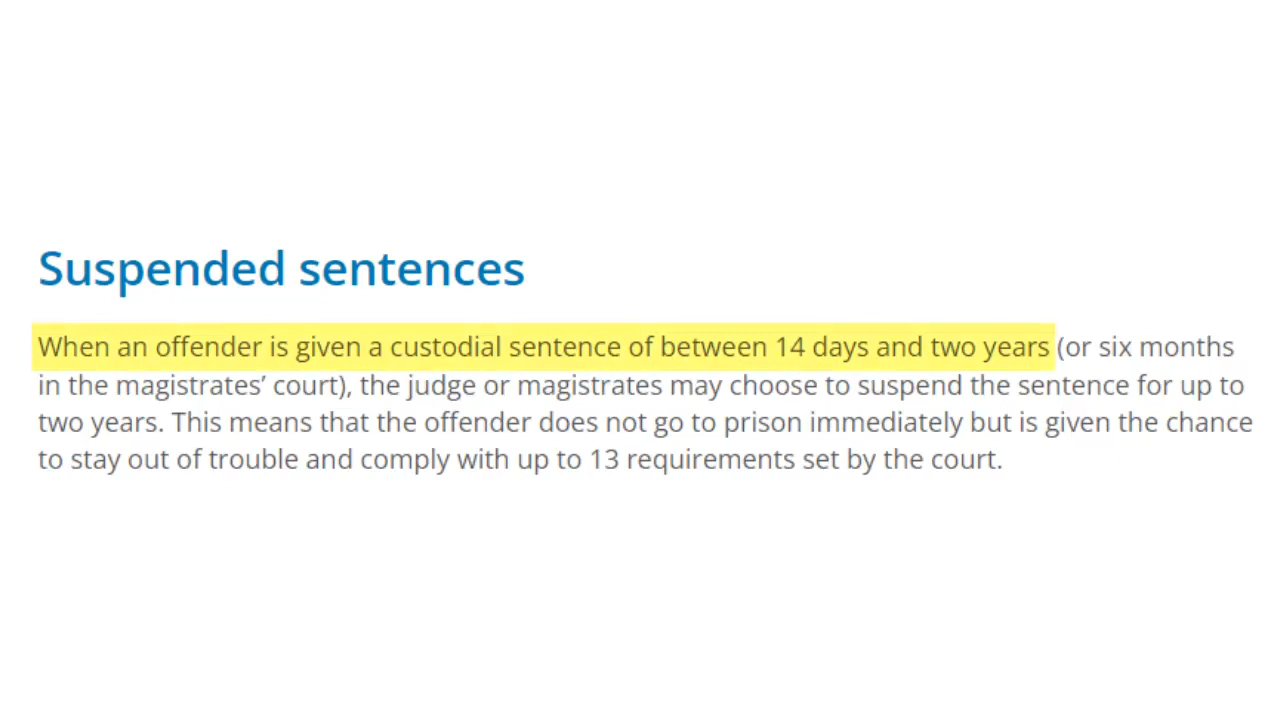 Suspended sentences
When an offender is given a custodial sentence of between 14 days and two years (or six months
in the magistrates’ court), the judge or magistrates may choose to suspend the sentence for up to
two years. This means that the offender does not go to prison immediately but is given the chance
to stay out of trouble and comply with up to 13 requirements set by the court.